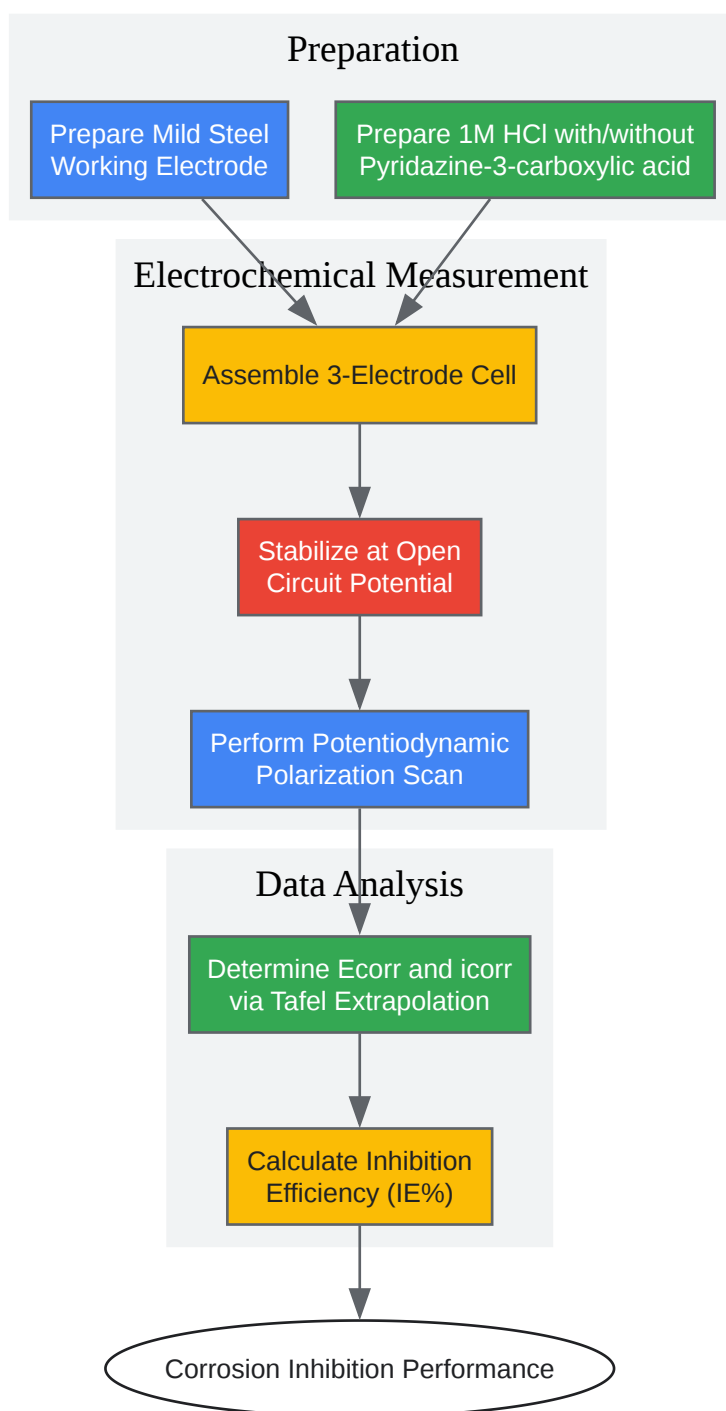 Preparation
Prepare Mild Steel
Working Electrode
Prepare 1M HCl with/without
Pyridazine-3-carboxylic acid
Electrochemical Measurement
Assemble 3-Electrode Cell
Stabilize at Open
Circuit Potential
Perform Potentiodynamic
Polarization Scan
Data Analysis
Determine Ecorr and icorr
via Tafel Extrapolation
Calculate Inhibition
Efficiency (IE%)
Corrosion Inhibition Performance